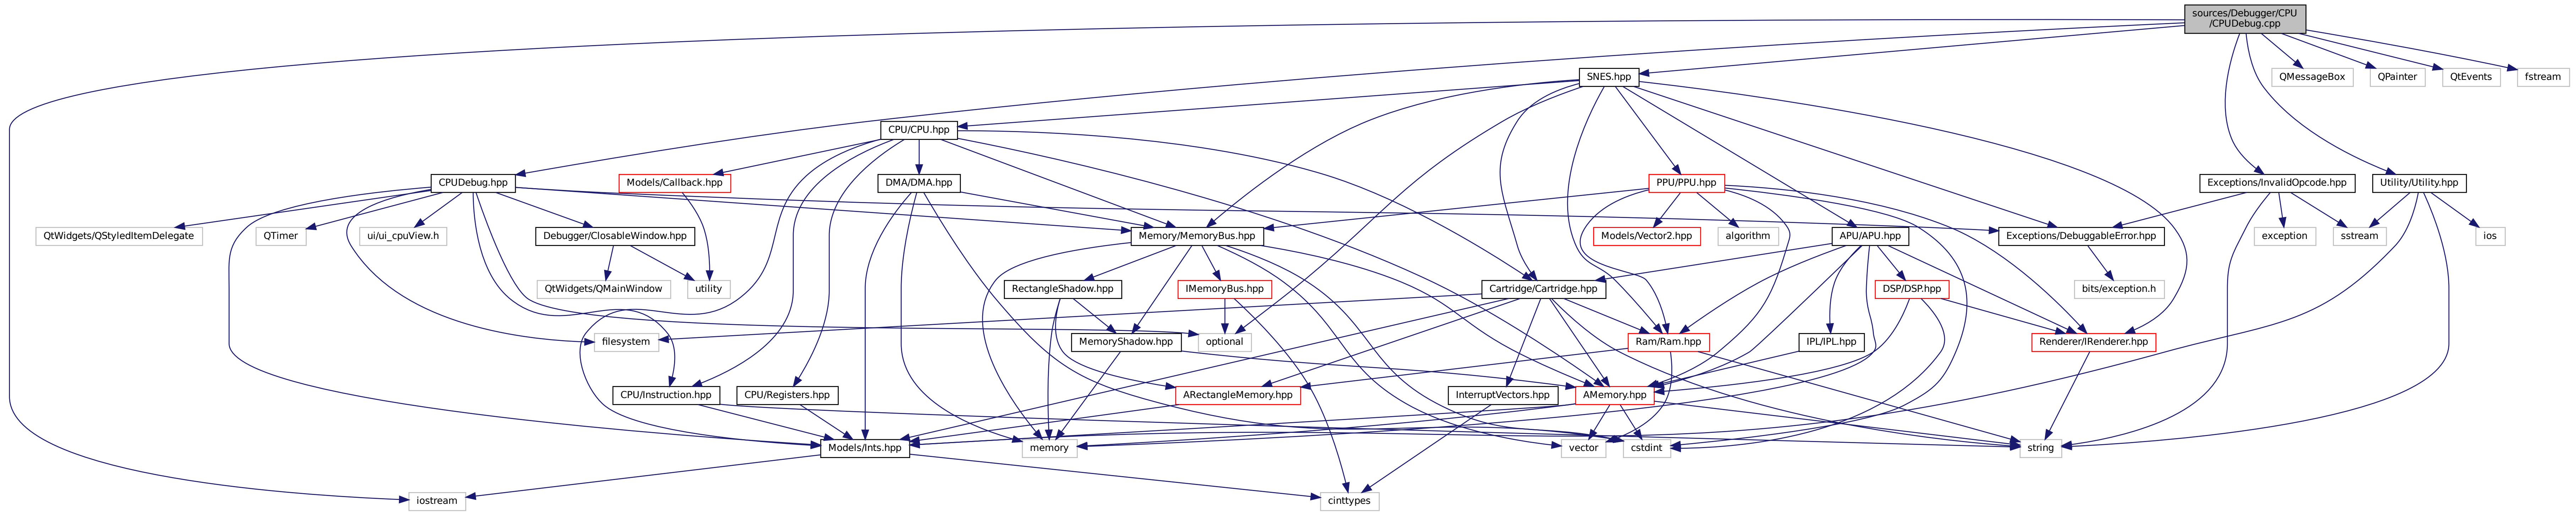 sources/Debugger/CPU
/CPUDebug.cpp
SNES.hpp
QMessageBox
QPainter
QtEvents
fstream
CPU/CPU.hpp
CPUDebug.hpp
Models/Callback.hpp
DMA/DMA.hpp
PPU/PPU.hpp
Exceptions/InvalidOpcode.hpp
Utility/Utility.hpp
QtWidgets/QStyledItemDelegate
QTimer
ui/ui_cpuView.h
Debugger/ClosableWindow.hpp
Memory/MemoryBus.hpp
Models/Vector2.hpp
algorithm
APU/APU.hpp
Exceptions/DebuggableError.hpp
exception
sstream
ios
QtWidgets/QMainWindow
utility
RectangleShadow.hpp
IMemoryBus.hpp
Cartridge/Cartridge.hpp
DSP/DSP.hpp
bits/exception.h
filesystem
MemoryShadow.hpp
optional
Ram/Ram.hpp
IPL/IPL.hpp
Renderer/IRenderer.hpp
CPU/Instruction.hpp
CPU/Registers.hpp
ARectangleMemory.hpp
InterruptVectors.hpp
AMemory.hpp
Models/Ints.hpp
memory
vector
cstdint
string
iostream
cinttypes